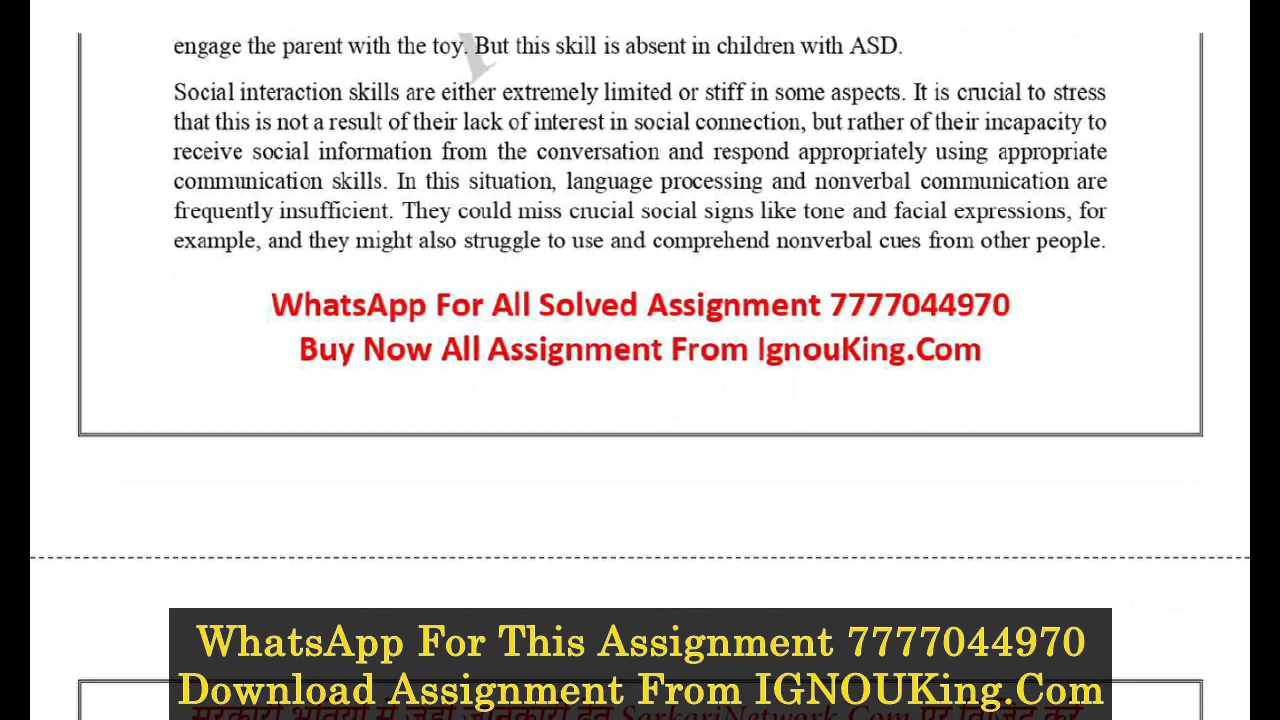 engage the parent with the toy. But this skill is absent in children with ASD.
Social interaction skills are either extremely limited or stiff in some aspects. It is crucial to stress
that this is not a result of their lack of interest in social connection, but rather of their incapacity to
receive social information from the conversation and respond appropriately using appropriate
communication skills. In this situation, language processing and nonverbal communication are
frequently insufficient. They could miss crucial social signs like tone and facial expressions, for
example, and they might also struggle to use and comprehend nonverbal cues from other people.
WhatsApp For All Solved Assignment 7777044970
Buy Now All Assignment From IgnouKing.Com
WhatsApp For This Assignment 7777044970
Download Assignment From IGNOUKing.Com